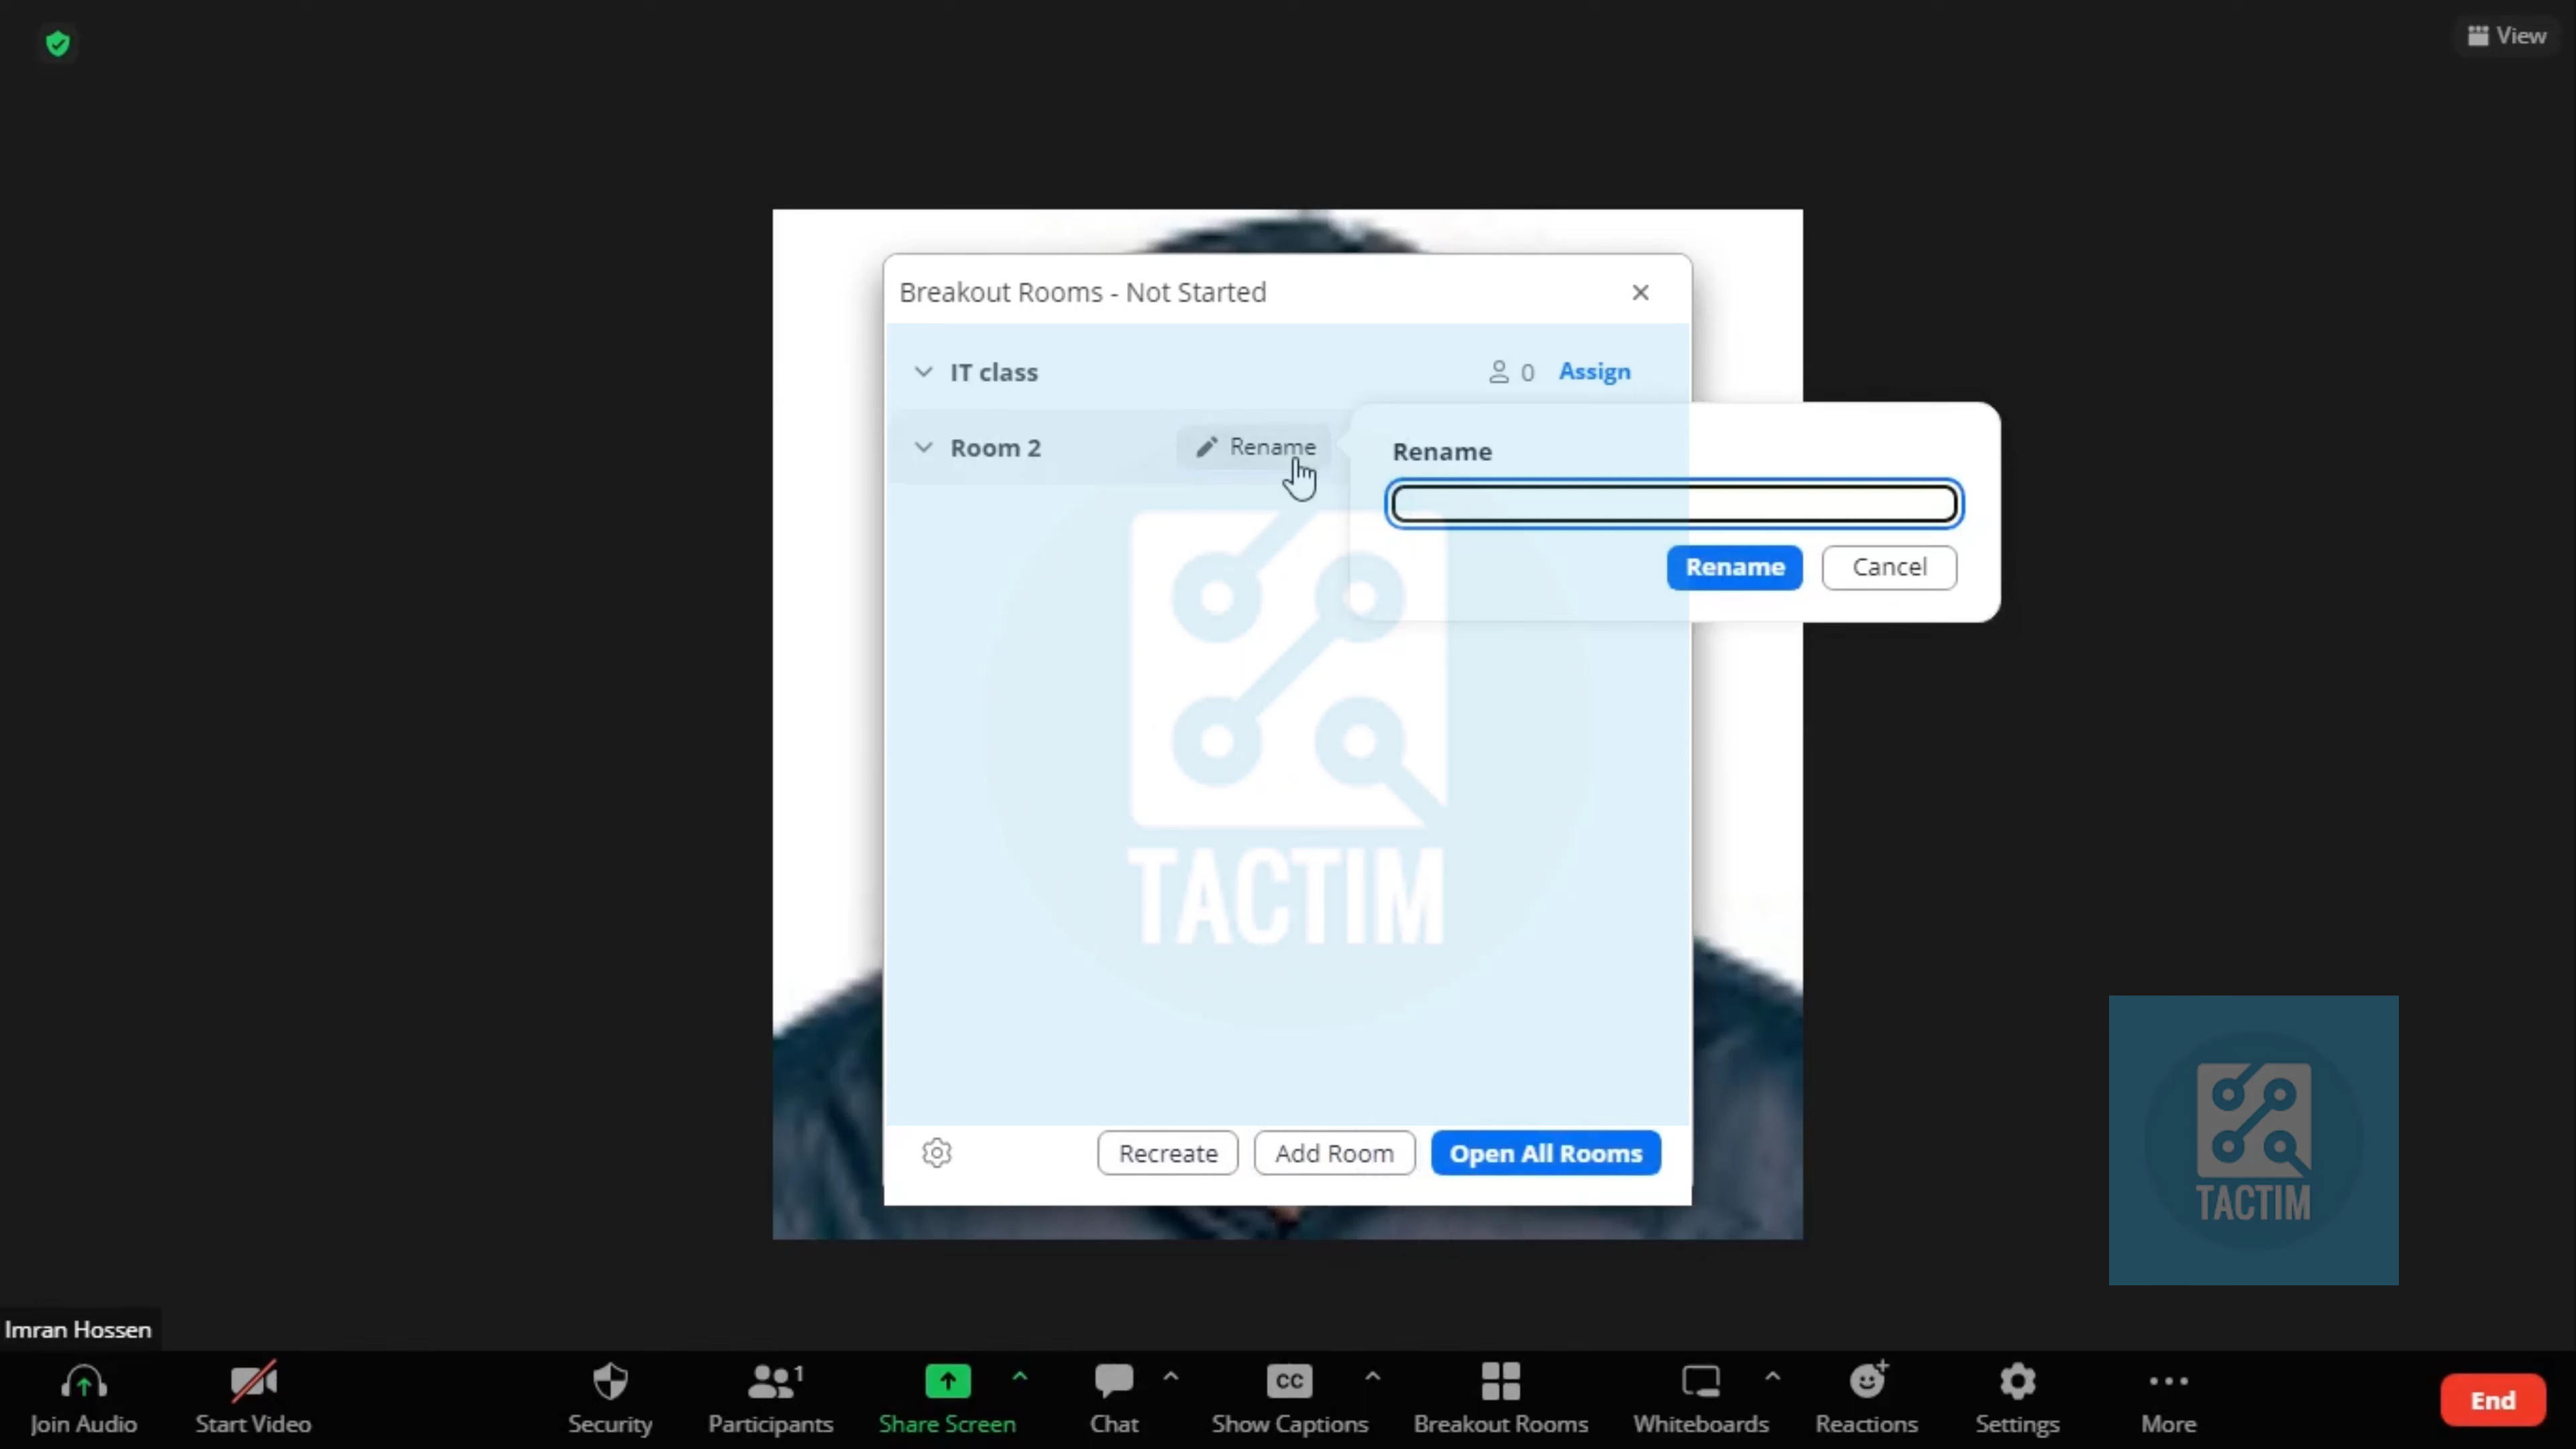 View
Breakout Rooms - Not Started
IT class
0
Assign
Room 2
Rename
Rename
Rename
Cancel
TACTIM
Recreate
Add Room
Open All Rooms
TACTIM
Imran Hossen
Join Audio
Start Video
Security
Participants
1
Share Screen
Chat
CC
Show Captions
Breakout Rooms
Whiteboards
Reactions
Settings
More
End